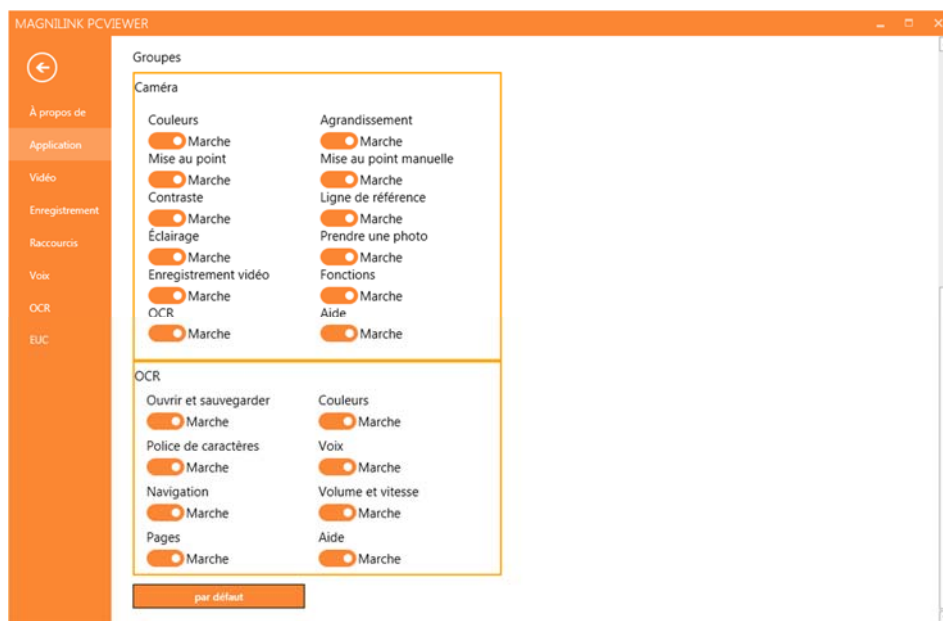 MAGNILINK PCVIEWER
À propos de
Application
Vidéo
Enregistrement
Raccourcis
Voix
OCR
EUC
Groupes
Caméra
Couleurs Agrandissement
Marche Marche
Mise au point Mise au point manuelle
Marche Marche
Contraste Ligne de référence
Marche Marche
Éclairage Prendre une photo
Marche Marche
Enregistrement vidéo Fonctions
Marche Marche
OCR Aide
Marche Marche
OCR
Ouvrir et sauvegarder Couleurs
Marche Marche
Police de caractères Voix
Marche Marche
Navigation Volume et vitesse
Marche Marche
Pages Aide
Marche Marche
par défaut